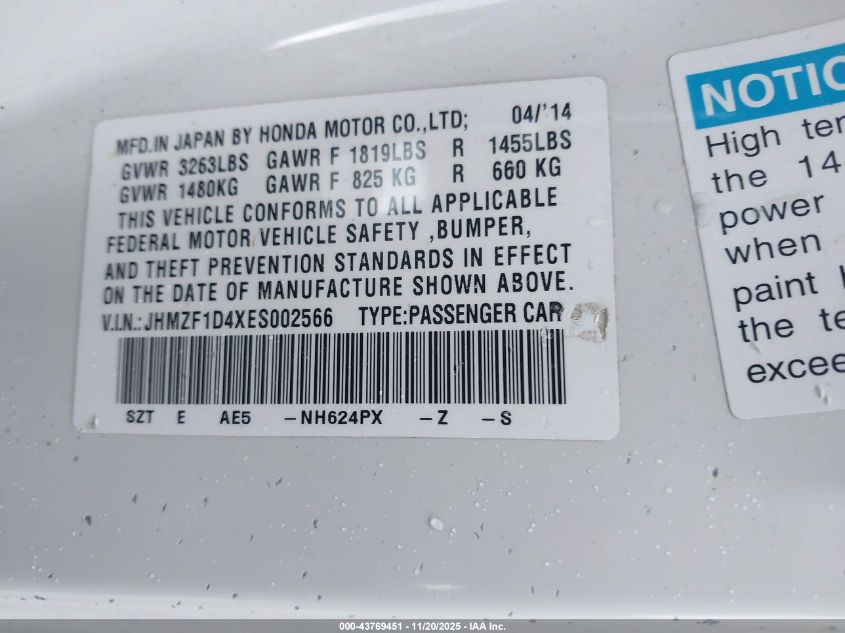 MFD.IN JAPAN BY HONDA MOTOR CO.,LTD; 04/'14
GVWR 3263LBS GAWR F 1819LBS R 1455LBS
GVWR 1480KG GAWR F 825 KG R 660 KG
THIS VEHICLE CONFORMS TO ALL APPLICABLE
FEDERAL MOTOR VEHICLE SAFETY ,BUMPER,
AND THEFT PREVENTION STANDARDS IN EFFECT
ON THE DATE OF MANUFACTURE SHOWN ABOVE.
V.I.N.:JHMZF1D4XES002566 TYPE:PASSENGER CAR
SZT E AE5 -NH624PX -Z -S
NOTIC
High ter
the 14
power
when
paint
the te
excee
000-43769451 - 11/20/2025 - IAA Inc.